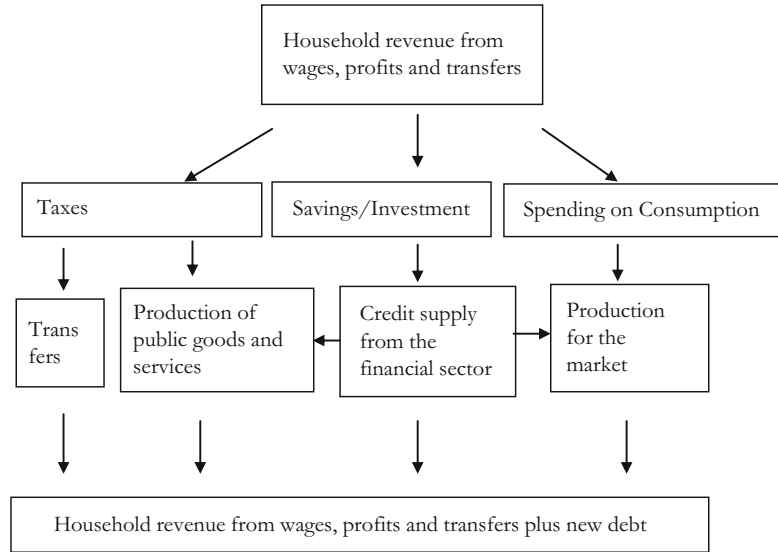 Household revenue from
wages, profits and transfers
Taxes
Savings/Investment
Spending on Consumption
Trans
fers
Production of
public goods and
services
Credit supply
from the
financial sector
Production
for the
market
Household revenue from wages, profits and transfers plus new debt